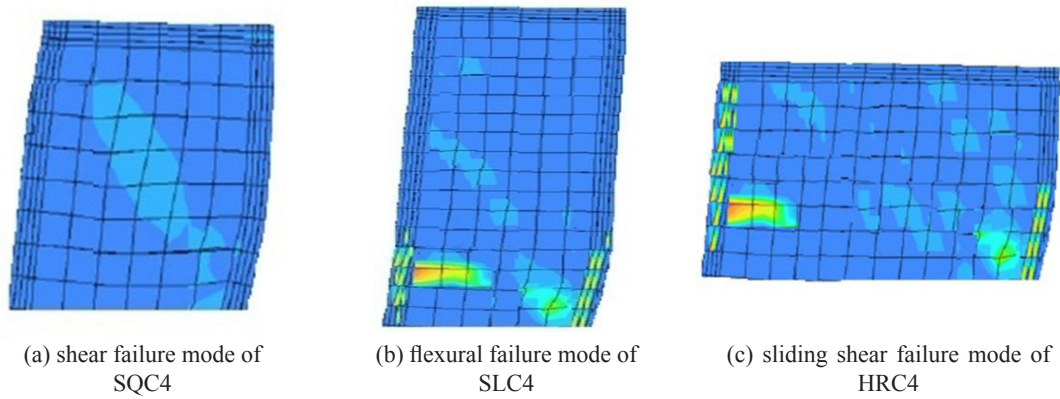 (a) shear failure mode of
SQC4
(b) flexural failure mode of
SLC4
(c) sliding shear failure mode of
HRC4